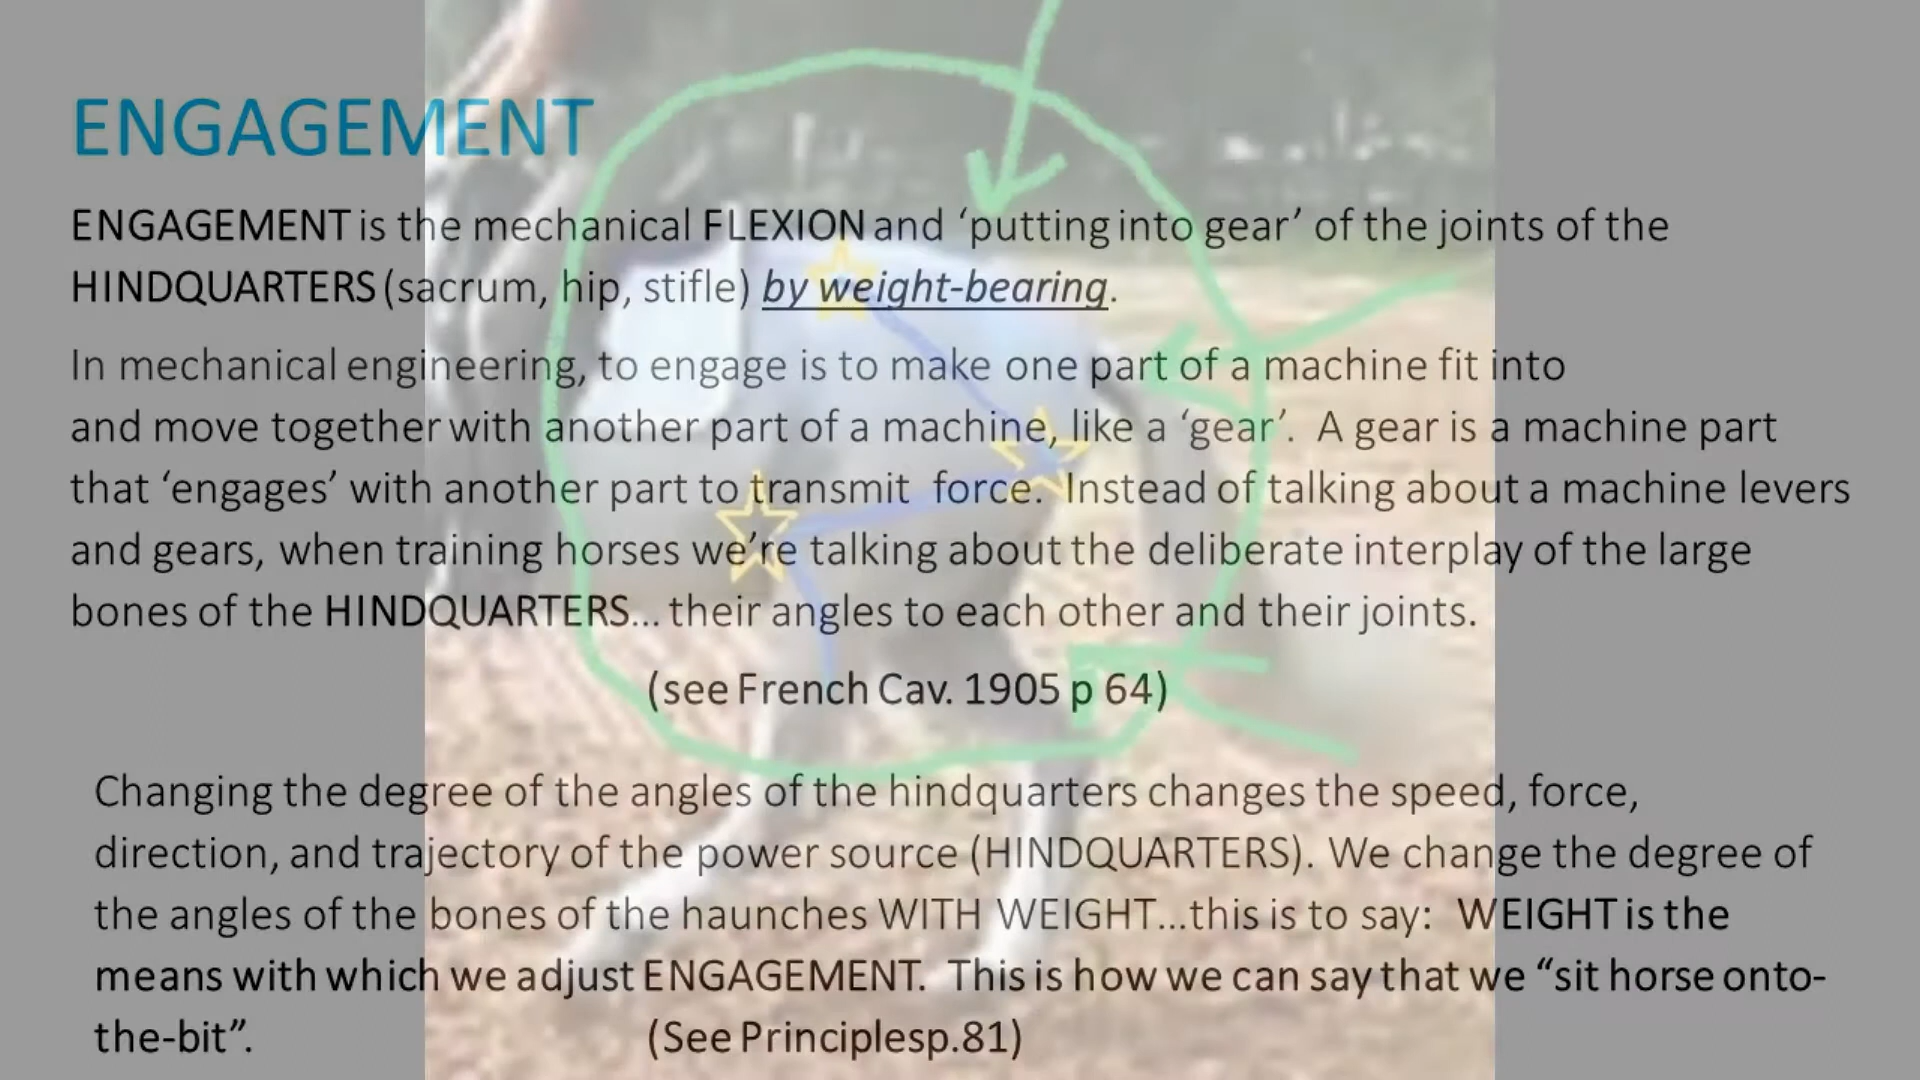 ENGAGEMENT
ENGAGEMENT is the mechanical FLEXION and ‘putting into gear’ of the joints of the
HINDQUARTERS (sacrum, hip, stifle) by weight-bearing.
In mechanical engineering, to engage is to make one part of a machine fit into
and move together with another part of a machine, like a ‘gear’. A gear is a machine part
that ‘engages’ with another part to transmit force. Instead of talking about a machine levers
and gears, when training horses we’re talking about the deliberate interplay of the large
bones of the HINDQUARTERS… their angles to each other and their joints.
(see French Cav. 1905 p 64)
Changing the degree of the angles of the hindquarters changes the speed, force,
direction, and trajectory of the power source (HINDQUARTERS). We change the degree of
the angles of the bones of the haunches WITH WEIGHT…this is to say: WEIGHT is the
means with which we adjust ENGAGEMENT. This is how we can say that we “sit horse onto-
the-bit”. (See Principlesp.81)